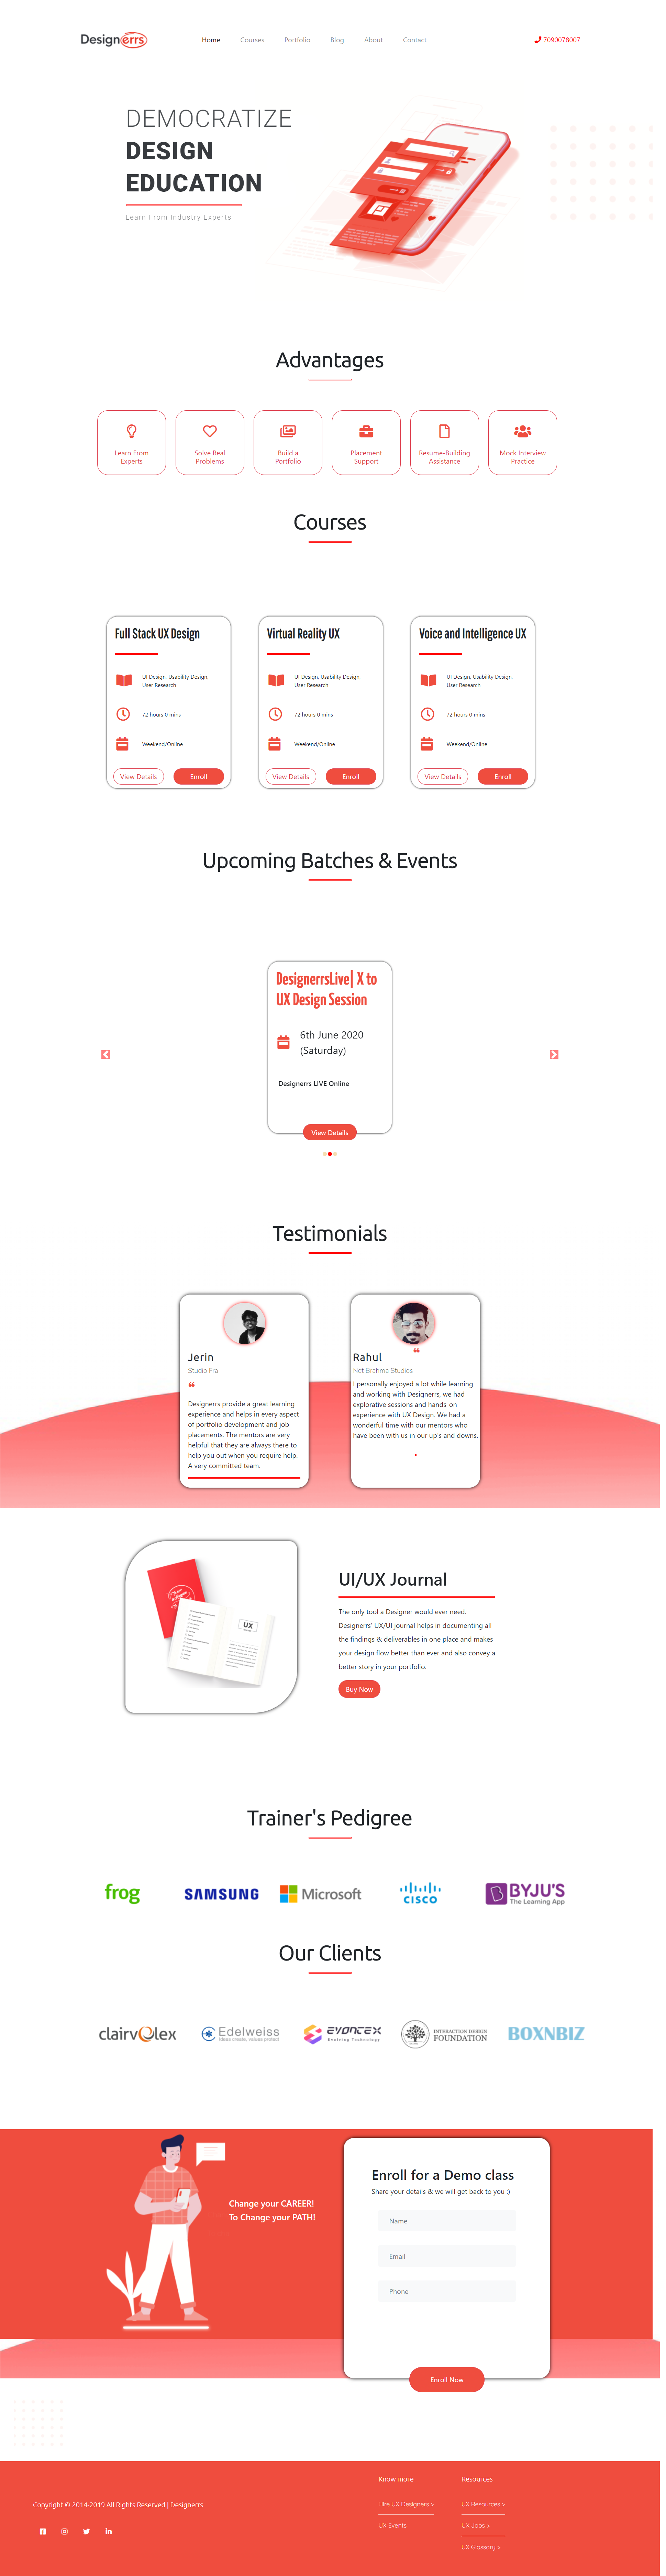 Designerrs
Home Courses Portfolio Blog About Contact
7090078007
DEMOCRATIZE
DESIGN
EDUCATION
Learn From Industry Experts
Advantages
Learn From
Experts
Solve Real
Problems
Build a
Portfolio
Placement
Support
Resume-Building
Assistance
Mock Interview
Practice
Courses
Full Stack UX Design
UI Design, Usability Design,
User Research
72 hours 0 mins
Weekend/Online
View Details Enroll
Virtual Reality UX
UI Design, Usability Design,
User Research
72 hours 0 mins
Weekend/Online
View Details Enroll
Voice and Intelligence UX
UI Design, Usability Design,
User Research
72 hours 0 mins
Weekend/Online
View Details Enroll
Upcoming Batches & Events
DesignerrsLive| X to
UX Design Session
6th June 2020
(Saturday)
Designerrs LIVE Online
View Details
Testimonials
Jerin
Studio Fra
❝
Designerrs provide a great learning
experience and helps in every aspect
of portfolio development and job
placements. The mentors are very
helpful that they are always there to
help you out when you require help.
A very committed team.
❝
Rahul
Net Brahma Studios
I personally enjoyed a lot while learning
and working with Designerrs, we had
explorative sessions and hands-on
experience with UX Design. We had a
wonderful time with our mentors who
have been with us in our up's and downs.
UX
UI/UX Journal
The only tool a Designer would ever need.
Designerrs' UX/UI journal helps in documenting all
the findings & deliverables in one place and makes
your design flow better than ever and also convey a
better story in your portfolio.
Buy Now
Trainer's Pedigree
frog
SAMSUNG
Microsoft
CISCO
BYJU'S
The Learning App
Our Clients
clairvolex
Edelweiss
Ideas create, values protect
EVONTEX
Evolving Technology
INTERACTION DESIGN
FOUNDATION
BOXNBIZ
Change your CAREER!
To Change your PATH!
Enroll for a Demo class
Share your details & we will get back to you :)
Name
Email
Phone
Enroll Now
Copyright © 2014-2019 All Rights Reserved | Designerrs
Know more
Hire UX Designers >
UX Events
Resources
UX Resources >
UX Jobs >
UX Glossary >